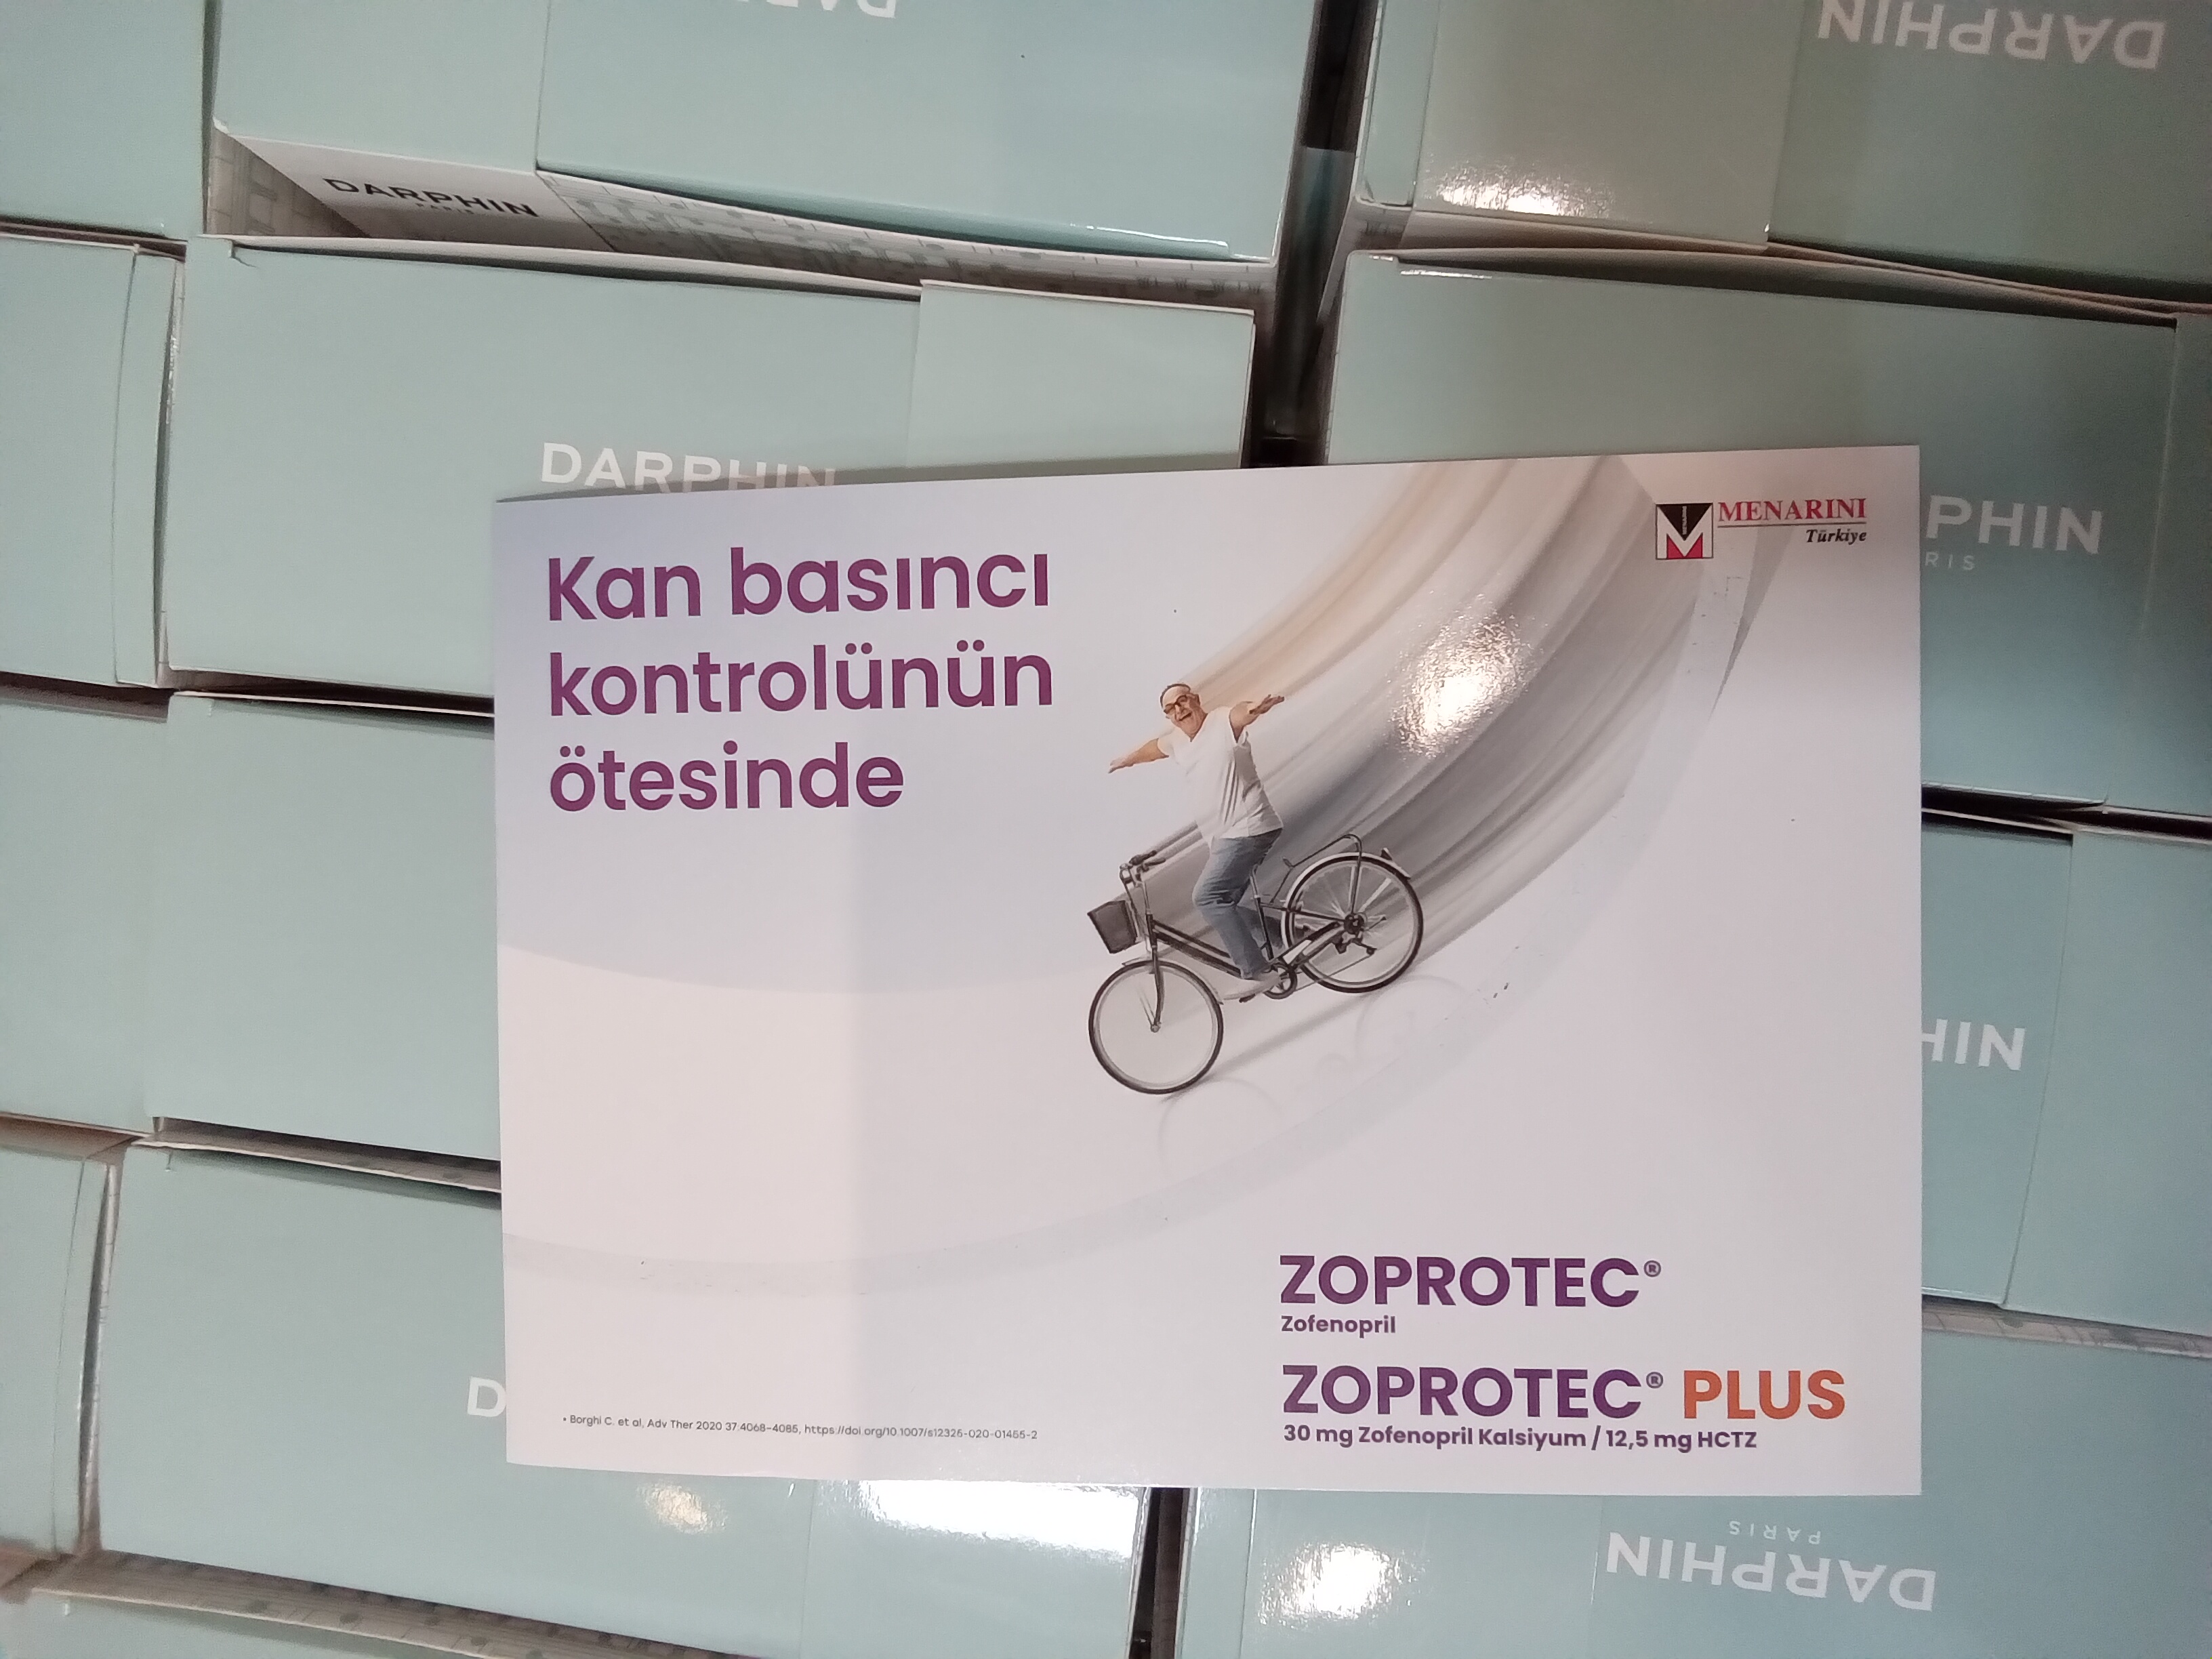 DARPHIN
DARPHIN
PARIS
DARPHIN
MENARINI
Türkiye
Kan basıncı
kontrolünün
ötesinde
PHIN
RIS
HIN
ZOPROTEC®
Zofenopril
ZOPROTEC® PLUS
30 mg Zofenopril Kalsiyum / 12,5 mg HCTZ
• Borghi C. et al, Adv Ther 2020 37:4068-4085, https://doi.org/10.1007/s12325-020-01455-2
D
PARIS
DARPHIN